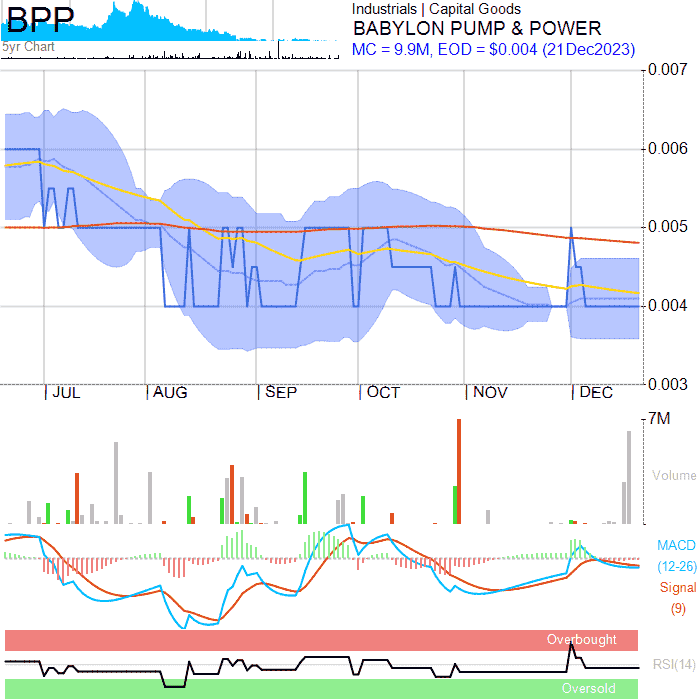 BPP
5yr Chart
Industrials | Capital Goods
BABYLON PUMP & POWER
MC = 9.9M, EOD = $0.004 (21Dec2023)
0.007
0.006
0.005
0.004
0.003
JUL
AUG
SEP
OCT
NOV
DEC
7M
Volume
MACD
(12-26)
Signal
(9)
Overbought
RSI(14)
Oversold